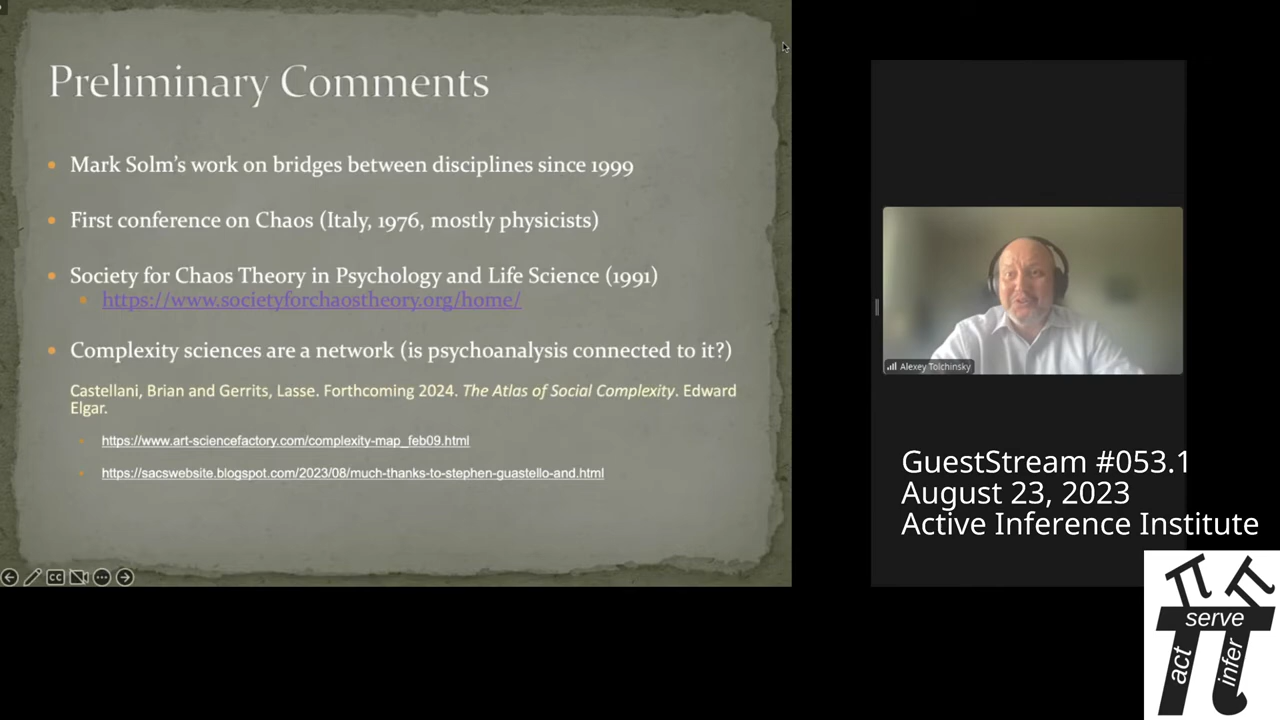 Preliminary Comments
Mark Solm's work on bridges between disciplines since 1999
First conference on Chaos (Italy, 1976, mostly physicists)
Society for Chaos Theory in Psychology and Life Science (1991)
https://www.societyforchaostheory.org/home/
Complexity sciences are a network (is psychoanalysis connected to it?)
Castellani, Brian and Gerrits, Lasse. Forthcoming 2024. The Atlas of Social Complexity. Edward
Elgar.
https://www.art-sciencefactory.com/complexity-map_feb09.html
https://sacswebsite.blogspot.com/2023/08/much-thanks-to-stephen-guastello-and.html
CC
Alexey Tolchinsky
GuestStream #053.1
August 23, 2023
Active Inference Institute
π π
serve
act
infer